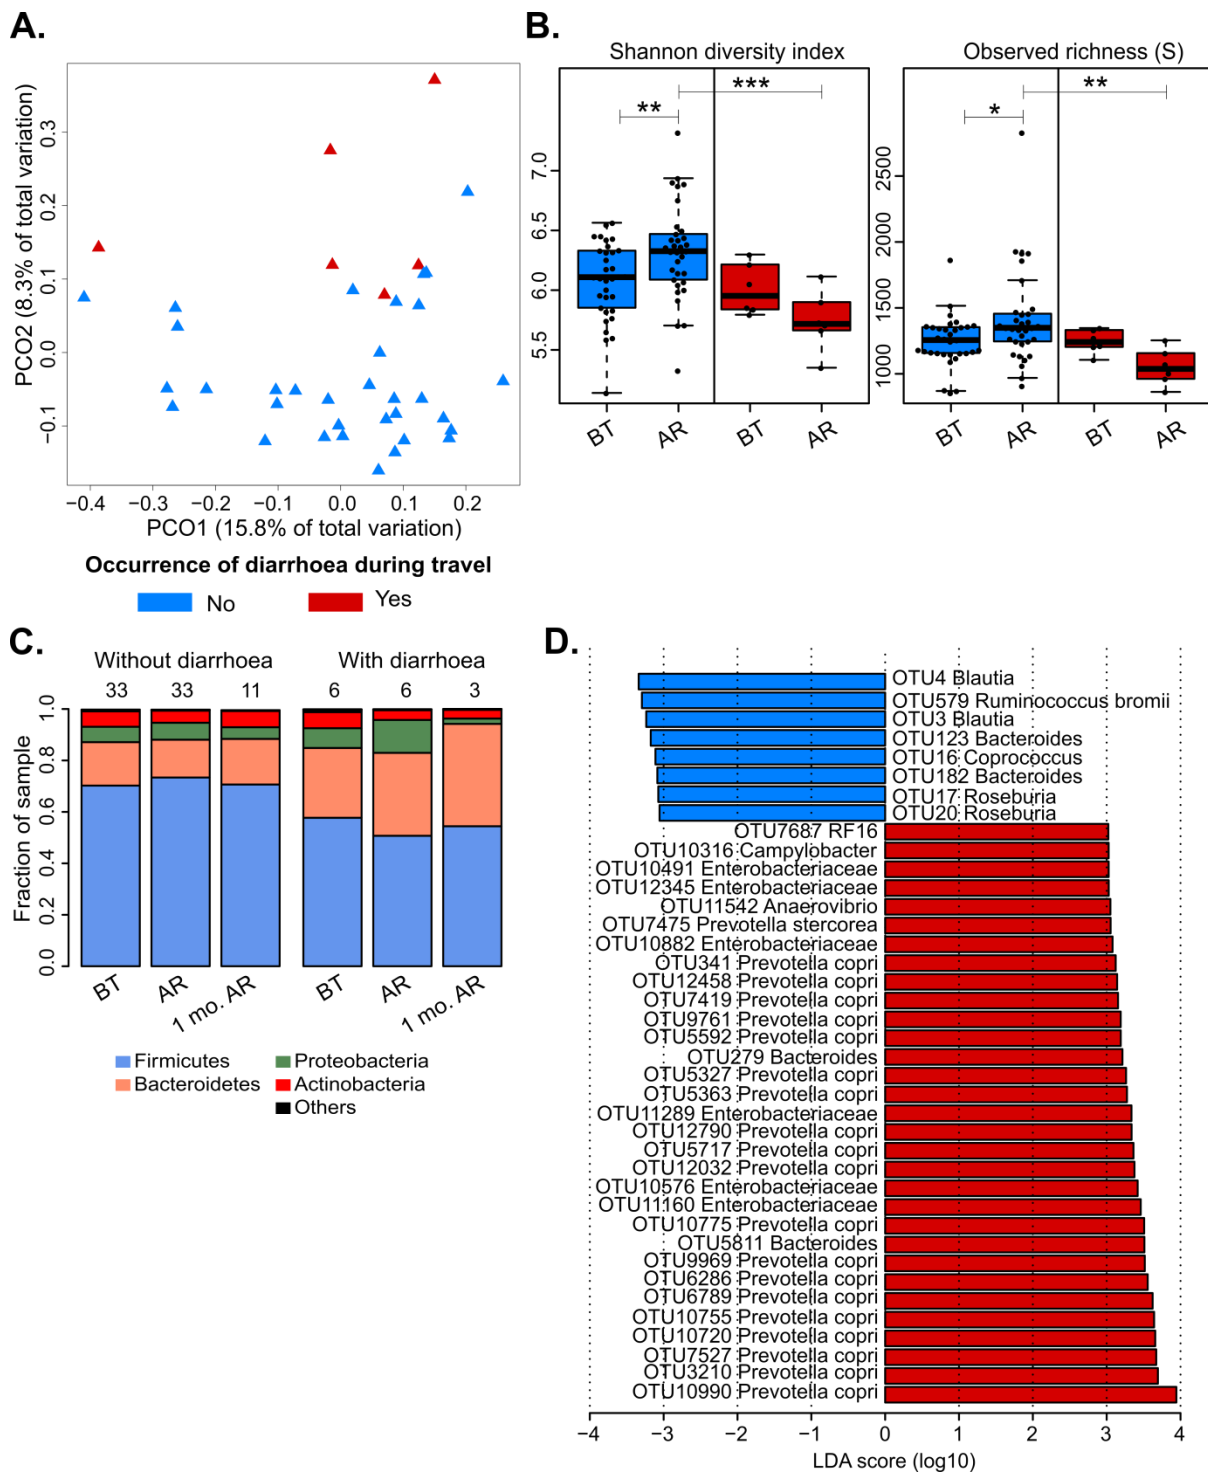 A.
PCO2 (8.3% of total variation)
0.3
0.2
0.1
0.0
−0.1
−0.4 −0.3 −0.2 −0.1 0.0 0.1 0.2
PCO1 (15.8% of total variation)
Occurrence of diarrhoea during travel
No Yes
B.
Shannon diversity index
** ***
7.0
6.5
6.0
5.5
BT AR BT AR
Observed richness (S)
* **
2500
2000
1500
1000
BT AR BT AR
C.
Without diarrhoea With diarrhoea
33 33 11 6 6 3
Fraction of sample
1.0
0.8
0.6
0.4
0.2
0.0
BT AR 1 mo. AR BT AR 1 mo. AR
Firmicutes Proteobacteria
Bacteroidetes Actinobacteria
Others
D.
OTU4 Blautia
OTU579 Ruminococcus bromii
OTU3 Blautia
OTU123 Bacteroides
OTU16 Coprococcus
OTU182 Bacteroides
OTU17 Roseburia
OTU20 Roseburia
OTU7687 RF16
OTU10316 Campylobacter
OTU10491 Enterobacteriaceae
OTU12345 Enterobacteriaceae
OTU11542 Anaerovibrio
OTU7475 Prevotella stercorea
OTU10882 Enterobacteriaceae
OTU341 Prevotella copri
OTU12458 Prevotella copri
OTU7419 Prevotella copri
OTU9761 Prevotella copri
OTU5592 Prevotella copri
OTU279 Bacteroides
OTU5327 Prevotella copri
OTU5363 Prevotella copri
OTU11289 Enterobacteriaceae
OTU12790 Prevotella copri
OTU5717 Prevotella copri
OTU12032 Prevotella copri
OTU10576 Enterobacteriaceae
OTU11160 Enterobacteriaceae
OTU10775 Prevotella copri
OTU5811 Bacteroides
OTU9969 Prevotella copri
OTU6286 Prevotella copri
OTU6789 Prevotella copri
OTU10755 Prevotella copri
OTU10720 Prevotella copri
OTU7527 Prevotella copri
OTU3210 Prevotella copri
OTU10990 Prevotella copri
−4 −3 −2 −1 0 1 2 3 4
LDA score (log10)